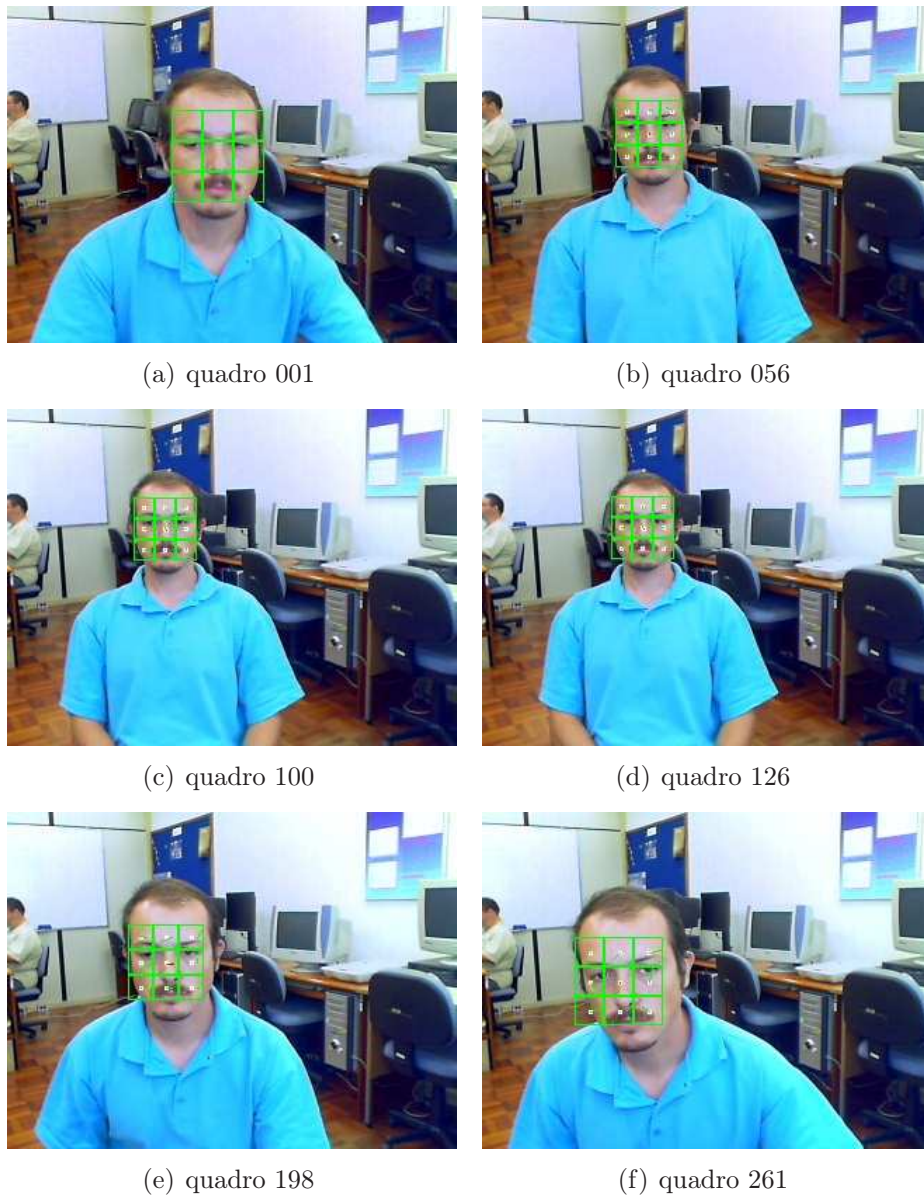 (a) quadro 001
(b) quadro 056
(c) quadro 100
(d) quadro 126
(e) quadro 198
(f) quadro 261